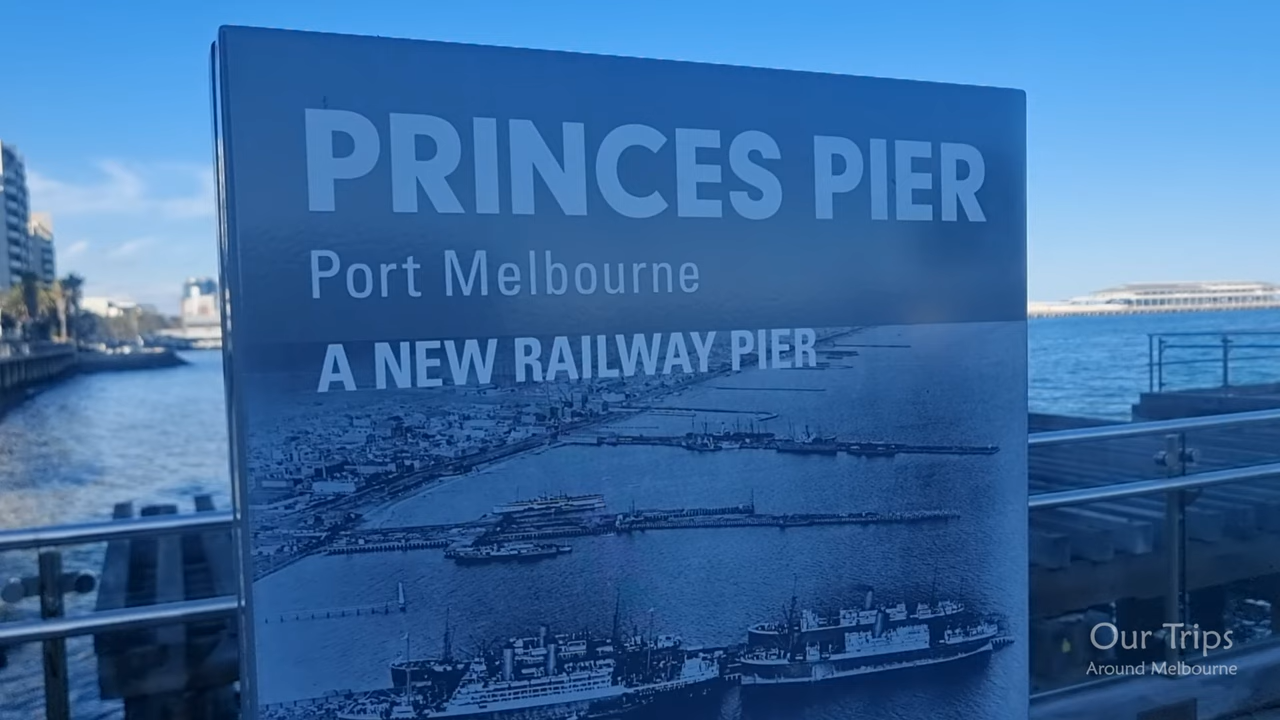 PRINCES PIER
Port Melbourne
A NEW RAILWAY PIER
Our Trips
Around Melbourne